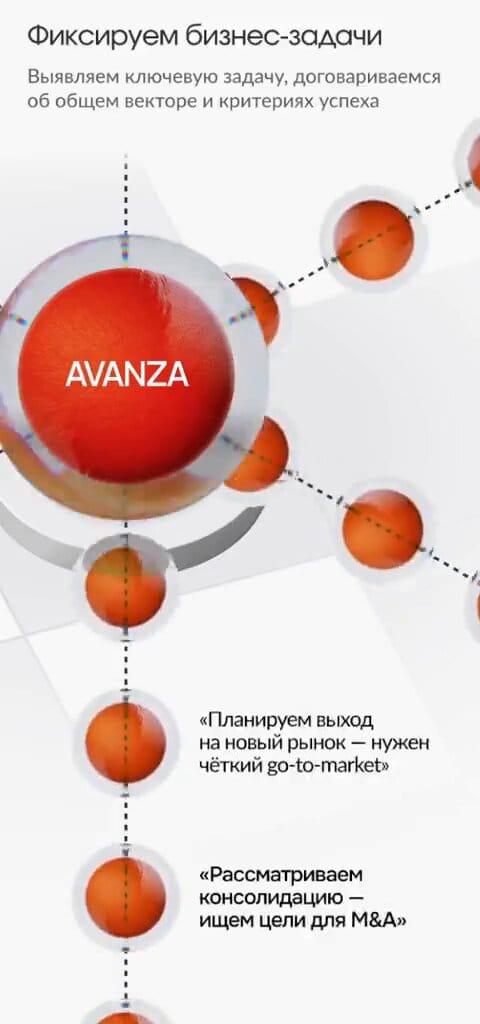 Фиксируем бизнес-задачи
Выявляем ключевую задачу, договариваемся
об общем векторе и критериях успеха
AVANZA
«Планируем выход
на новый рынок — нужен
чёткий go-to-market»
«Рассматриваем
консолидацию —
ищем цели для M&A»